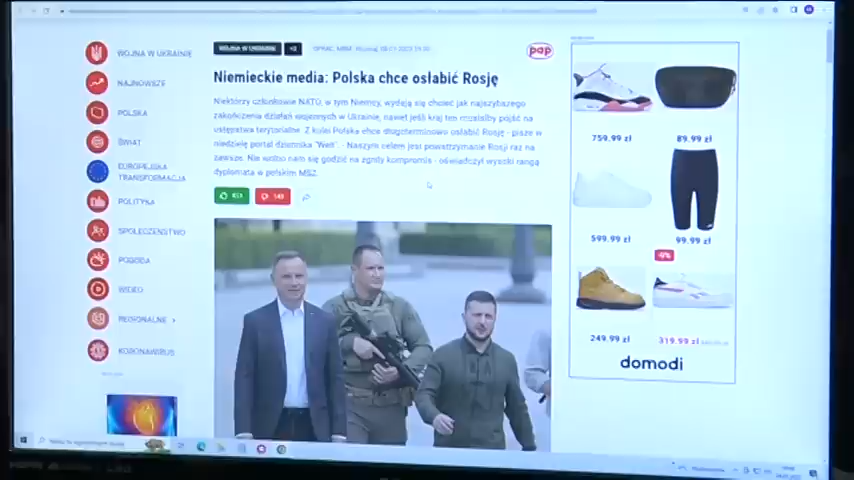 WOJNA W UKRAINIE
NAJNOWSZE
POLSKA
ŚWIAT
EUROPEJSKA
TRANSFORMACJA
POLITYKA
SPOŁECZEŃSTWO
POGODA
WIDEO
REGIONALNE
KORONAWIRUS
WOJNA W UKRAINIE
+2
pap
Niemieckie media: Polska chce osłabić Rosję
Niektórzy członkowie NATO, w tym Niemcy, wydają się chcieć jak najszybszego
zakończenia działań wojennych w Ukrainie, nawet jeśli kraj ten musiałby pójść na
ustępstwa terytorialne. Z kolei Polska chce długoterminowo osłabić Rosję - pisze w
niedzielę portal dziennika "Welt". - Naszym celem jest powstrzymanie Rosji raz na
zawsze. Nie wolno nam się godzić na zgniły kompromis - oświadczył wysoki rangą
dyplomata w polskim MSZ.
759.99 zł
89.99 zł
599.99 zł
99.99 zł
249.99 zł
319.99 zł
domodi